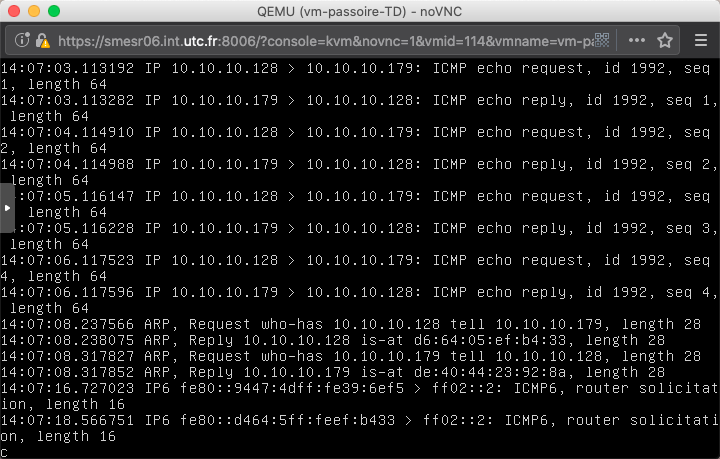 QEMU (vm-passoire-TD) - noVNC
https://smesr06.int.utc.fr:8006/?console=kvm&novnc=1&vmid=114&vmname=vm-pa
14:07:03.113192 IP 10.10.10.128 > 10.10.10.179: ICMP echo request, id 1992, seq
1, length 64
14:07:03.113282 IP 10.10.10.179 > 10.10.10.128: ICMP echo reply, id 1992, seq 1,
length 64
14:07:04.114910 IP 10.10.10.128 > 10.10.10.179: ICMP echo request, id 1992, seq
2, length 64
14:07:04.114988 IP 10.10.10.179 > 10.10.10.128: ICMP echo reply, id 1992, seq 2,
length 64
:07:05.116147 IP 10.10.10.128 > 10.10.10.179: ICMP echo request, id 1992, seq
length 64
:07:05.116228 IP 10.10.10.179 > 10.10.10.128: ICMP echo reply, id 1992, seq 3,
length 64
14:07:06.117523 IP 10.10.10.128 > 10.10.10.179: ICMP echo request, id 1992, seq
4, length 64
14:07:06.117596 IP 10.10.10.179 > 10.10.10.128: ICMP echo reply, id 1992, seq 4,
length 64
14:07:08.237566 ARP, Request who-has 10.10.10.128 tell 10.10.10.179, length 28
14:07:08.238075 ARP, Reply 10.10.10.128 is-at d6:64:05:ef:b4:33, length 28
14:07:08.317827 ARP, Request who-has 10.10.10.179 tell 10.10.10.128, length 28
14:07:08.317852 ARP, Reply 10.10.10.179 is-at de:40:44:23:92:8a, length 28
14:07:16.727023 IP6 fe80::9447:4dff:fe39:6ef5 > ff02::2: ICMP6, router solicitat
ion, length 16
14:07:18.566751 IP6 fe80::d464:5ff:feef:b433 > ff02::2: ICMP6, router solicitati
on, length 16
c